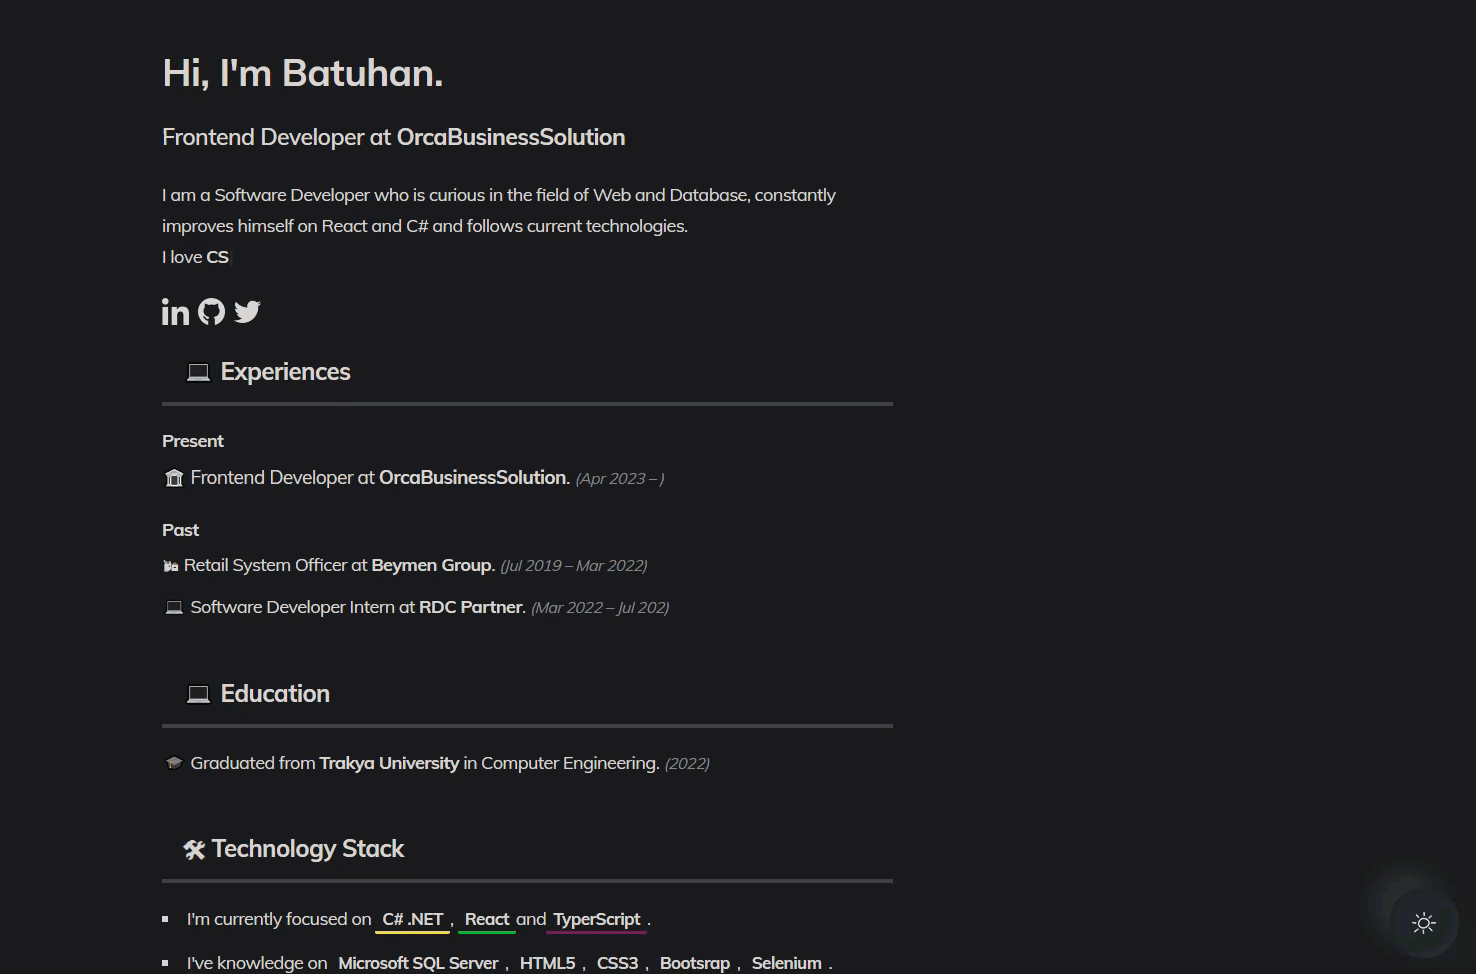 Hi, I'm Batuhan.
Frontend Developer at OrcaBusinessSolution
I am a Software Developer who is curious in the field of Web and Database, constantly
improves himself on React and C# and follows current technologies.
I love CS
Experiences
Present
Frontend Developer at OrcaBusinessSolution. (Apr 2023 – )
Past
Retail System Officer at Beymen Group. (Jul 2019 – Mar 2022)
Software Developer Intern at RDC Partner. (Mar 2022 – Jul 202)
Education
Graduated from Trakya University in Computer Engineering. (2022)
Technology Stack
I'm currently focused on C# .NET , React and TyperScript .
I've knowledge on Microsoft SQL Server , HTML5 , CSS3 , Bootsrap , Selenium .